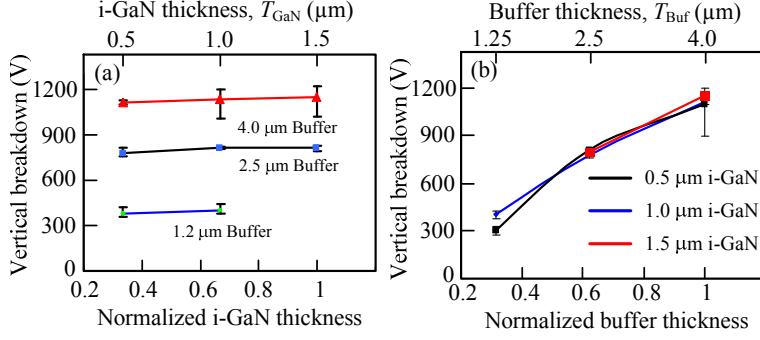 i-GaN thickness, T_GaN (µm)
0.5 1.0 1.5
(a)
1200
900
600
300
0
Vertical breakdown (V)
4.0 µm Buffer
2.5 µm Buffer
1.2 µm Buffer
0.2 0.4 0.6 0.8 1
Normalized i-GaN thickness
Buffer thickness, T_Buf (µm)
1.25 2.5 4.0
(b)
1200
900
600
300
0
Vertical breakdown (V)
0.5 µm i-GaN
1.0 µm i-GaN
1.5 µm i-GaN
0.2 0.4 0.6 0.8 1
Normalized buffer thickness